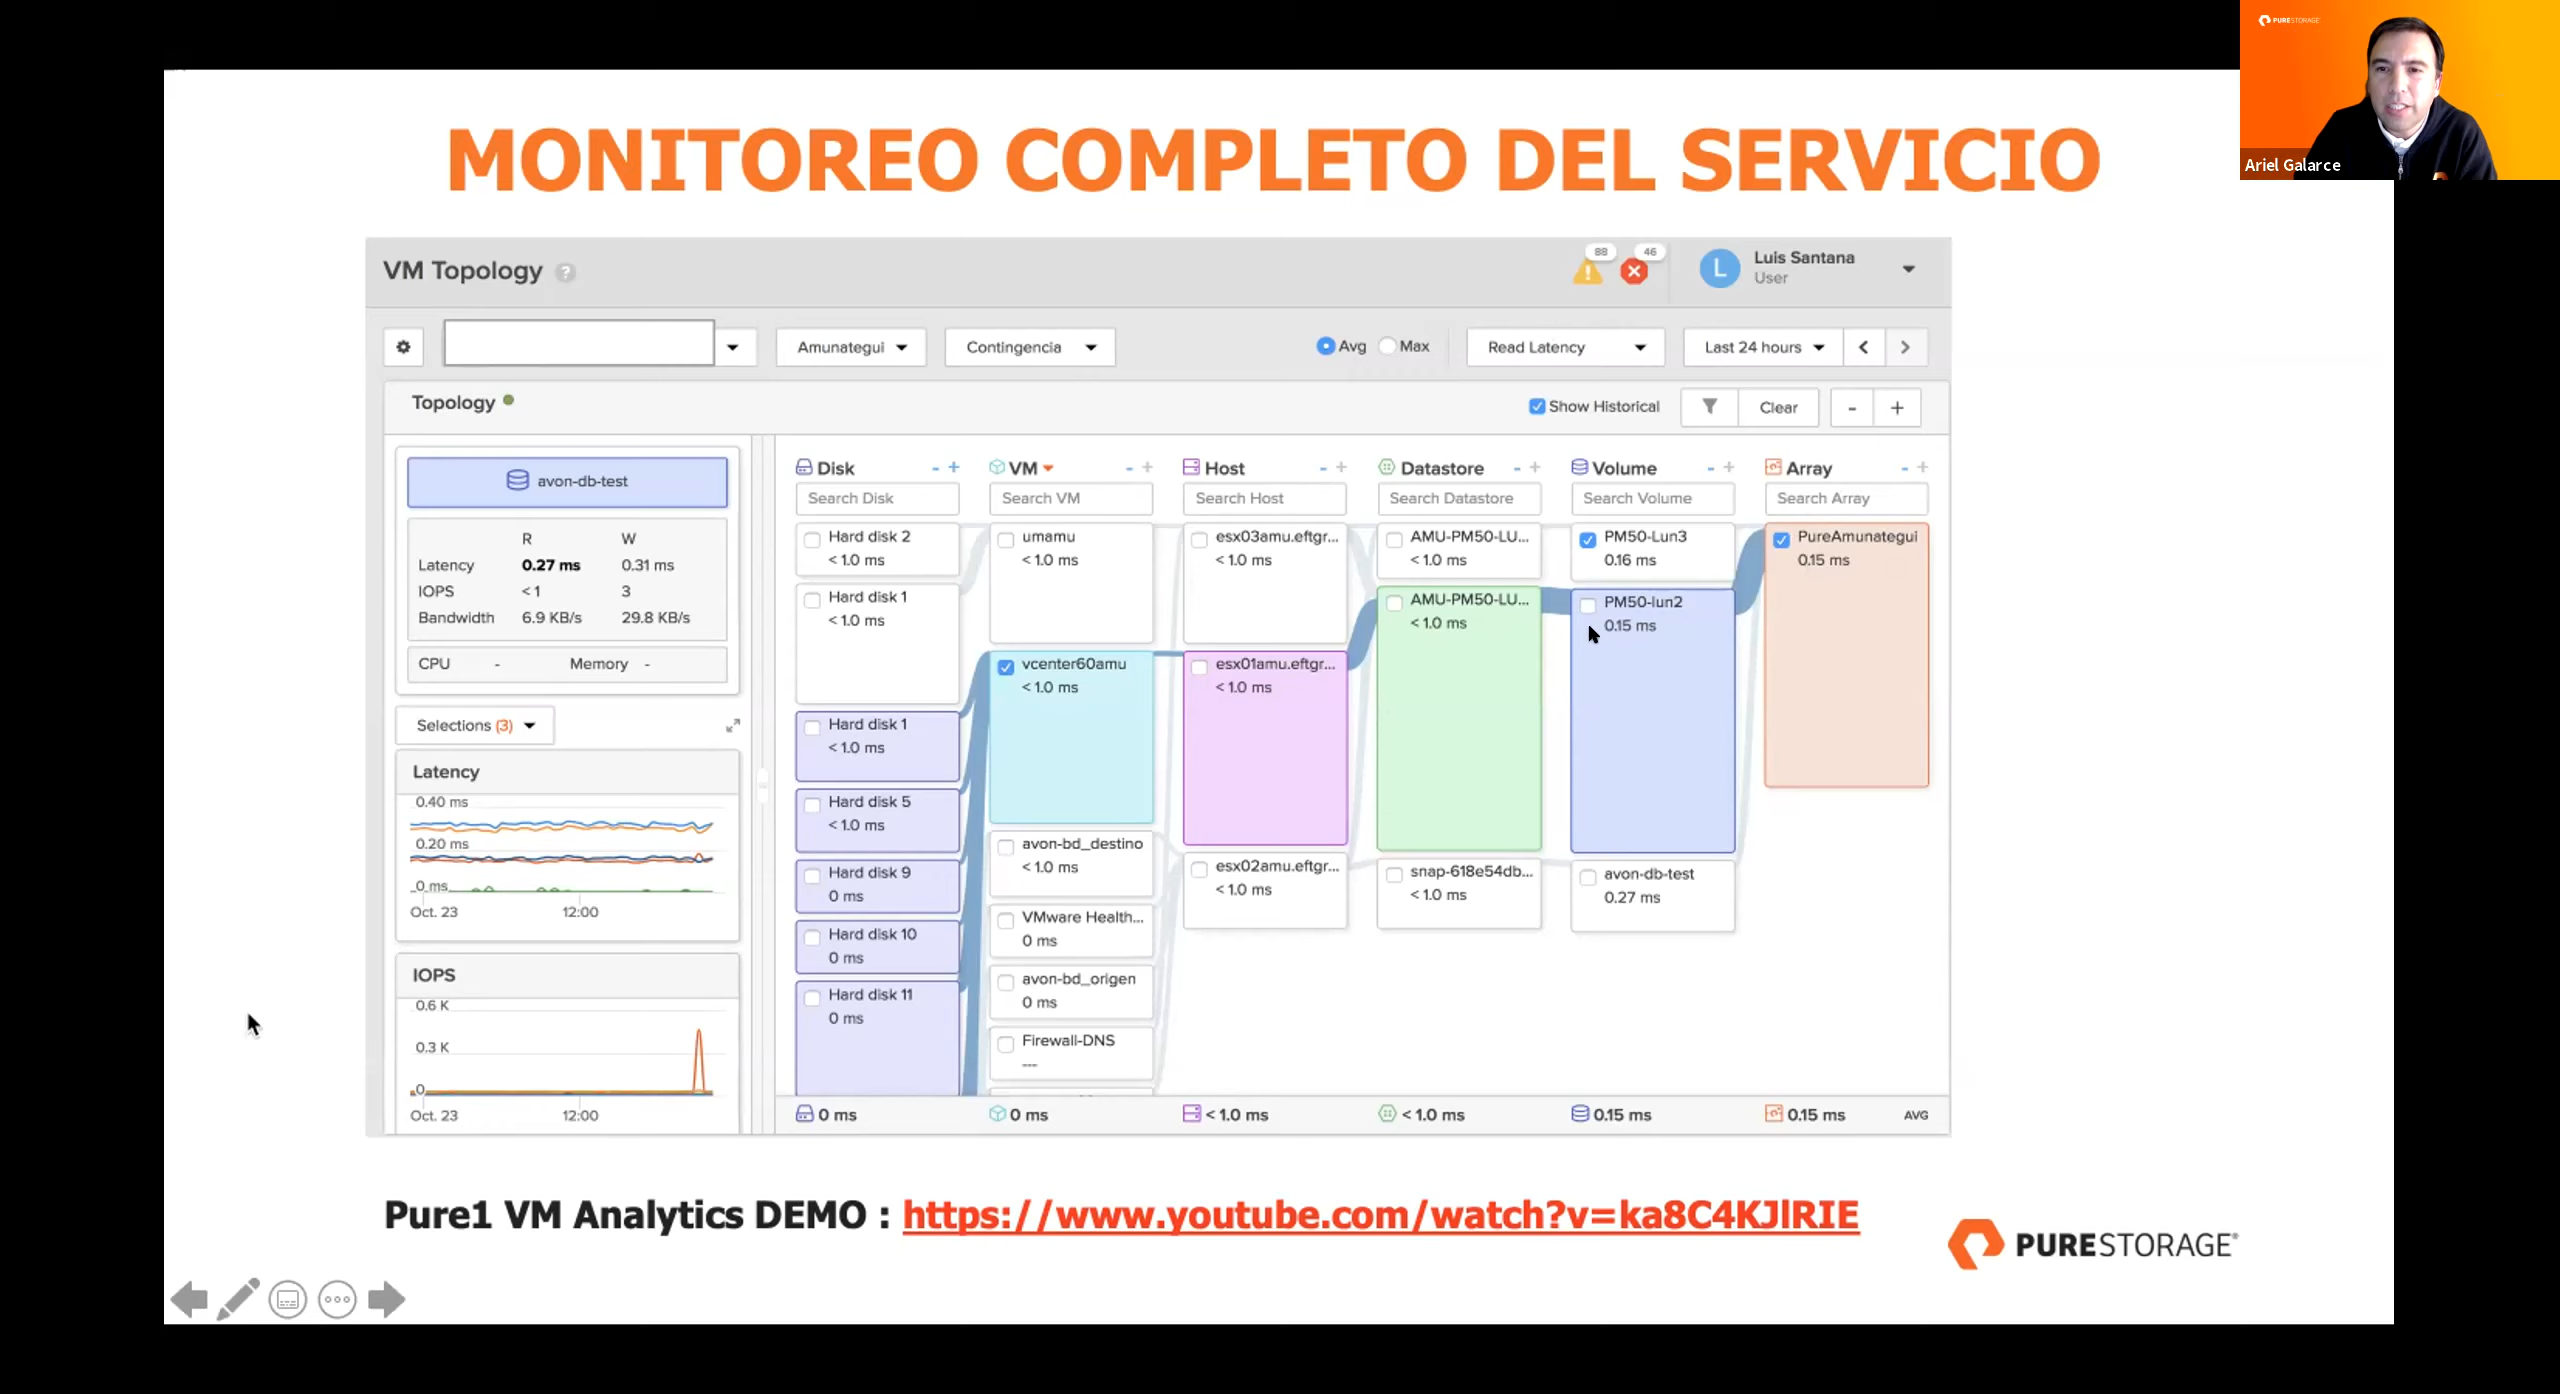 PURESTORAGE
Ariel Galarce
MONITOREO COMPLETO DEL SERVICIO
VM Topology ?
88 46
L Luis Santana
User
Amunategui
Contingencia
Avg Max
Read Latency
Last 24 hours
Topology
Show Historical
Clear - +
avon-db-test
R W
Latency 0.27 ms 0.31 ms
IOPS < 1 3
Bandwidth 6.9 KB/s 29.8 KB/s
CPU - Memory -
Selections (3)
Latency
0.40 ms
0.20 ms
0 ms
Oct. 23 12:00
IOPS
0.6 K
0.3 K
0
Oct. 23 12:00
Disk - +
Search Disk
Hard disk 2
< 1.0 ms
Hard disk 1
< 1.0 ms
Hard disk 1
< 1.0 ms
Hard disk 5
< 1.0 ms
Hard disk 9
0 ms
Hard disk 10
0 ms
Hard disk 11
0 ms
VM - +
Search VM
umamu
< 1.0 ms
vcenter60amu
< 1.0 ms
avon-bd_destino
< 1.0 ms
VMware Health...
0 ms
avon-bd_origen
0 ms
Firewall-DNS
---
Host - +
Search Host
esx03amu.eftgr...
< 1.0 ms
esx01amu.eftgr...
< 1.0 ms
esx02amu.eftgr...
< 1.0 ms
Datastore - +
Search Datastore
AMU-PM50-LU...
< 1.0 ms
AMU-PM50-LU...
< 1.0 ms
snap-618e54db...
< 1.0 ms
Volume - +
Search Volume
PM50-Lun3
0.16 ms
PM50-lun2
0.15 ms
avon-db-test
0.27 ms
Array - +
Search Array
PureAmunategui
0.15 ms
0 ms 0 ms < 1.0 ms < 1.0 ms 0.15 ms 0.15 ms AVG
Pure1 VM Analytics DEMO : https://www.youtube.com/watch?v=ka8C4KJlRIE
PURESTORAGE®